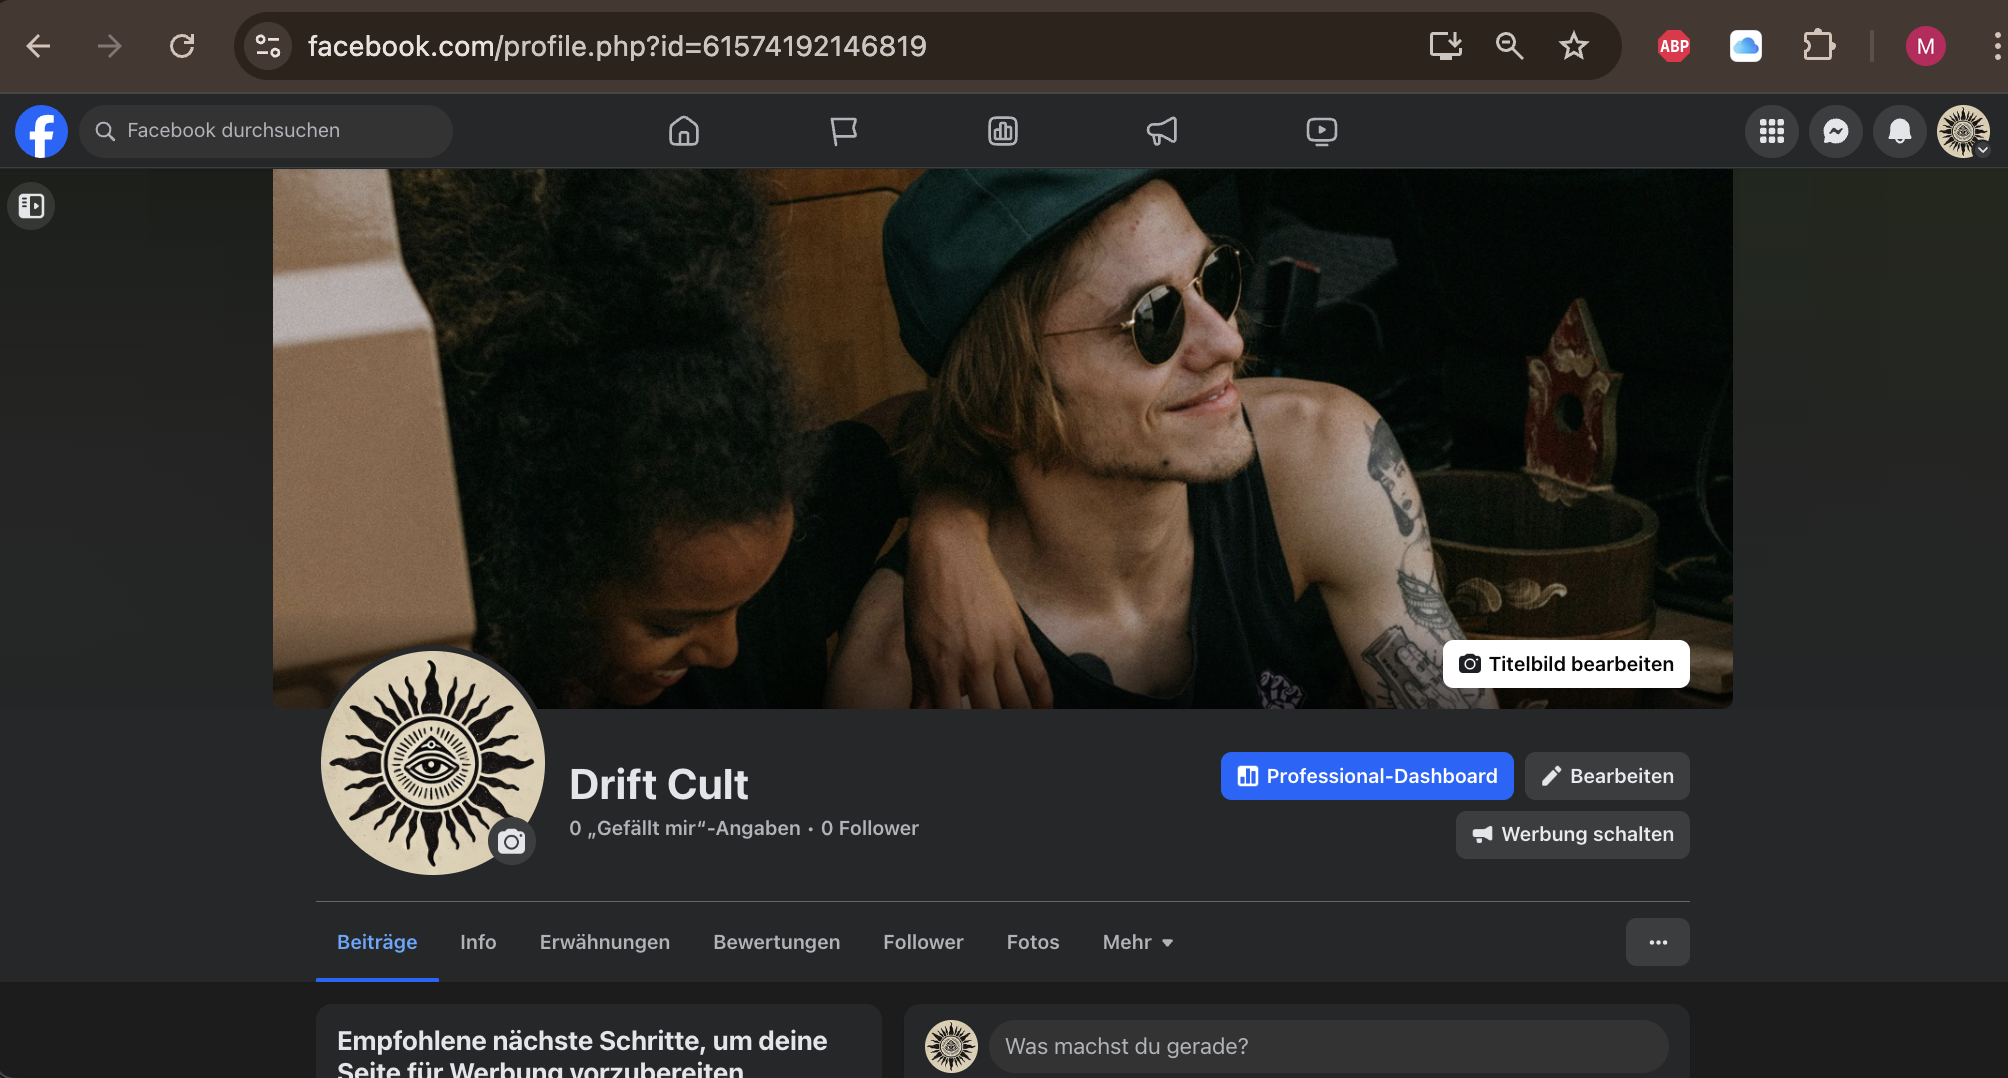 facebook.com/profile.php?id=61574192146819
ABP
M
Facebook durchsuchen
Titelbild bearbeiten
Drift Cult
0 „Gefällt mir“-Angaben • 0 Follower
Professional-Dashboard
Bearbeiten
Werbung schalten
Beiträge Info Erwähnungen Bewertungen Follower Fotos Mehr
Empfohlene nächste Schritte, um deine
Seite für Werbung vorzubereiten
Was machst du gerade?